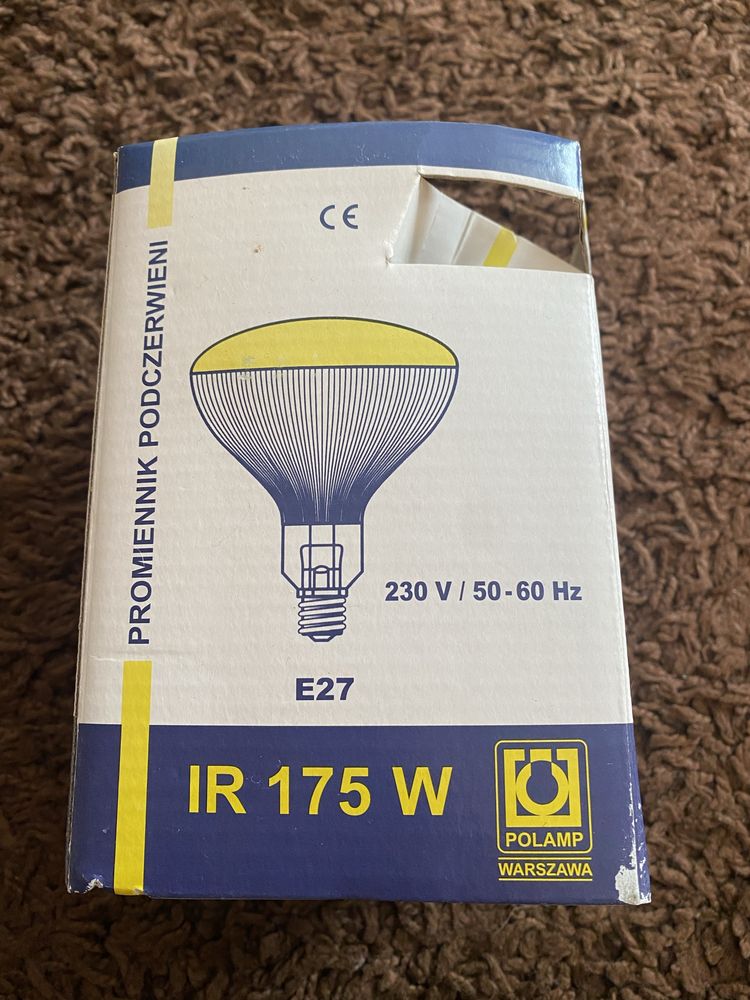 CE
PROMIENNIK PODCZERWIENI
230 V / 50-60 Hz
E27
IR 175 W
POLAMP
WARSZAWA